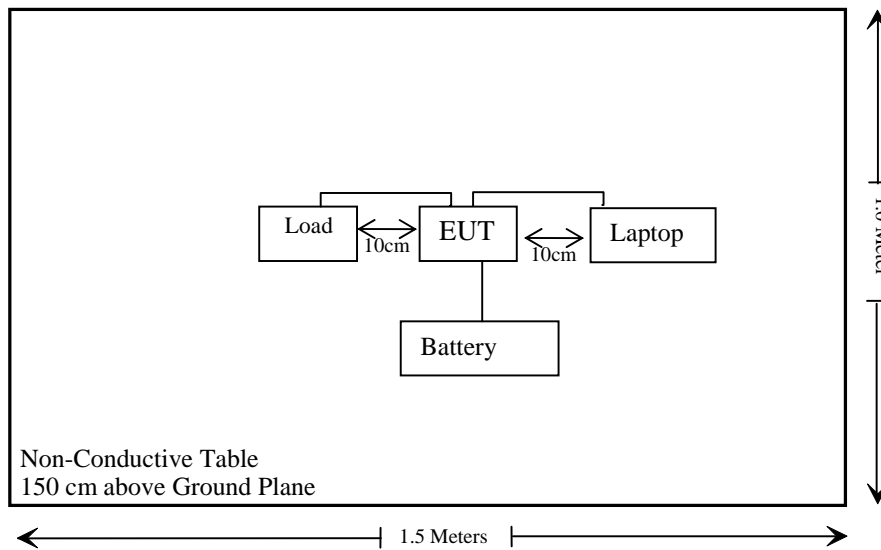 Load
EUT
Laptop
10cm
10cm
Battery
Non-Conductive Table
150 cm above Ground Plane
1.5 Meters